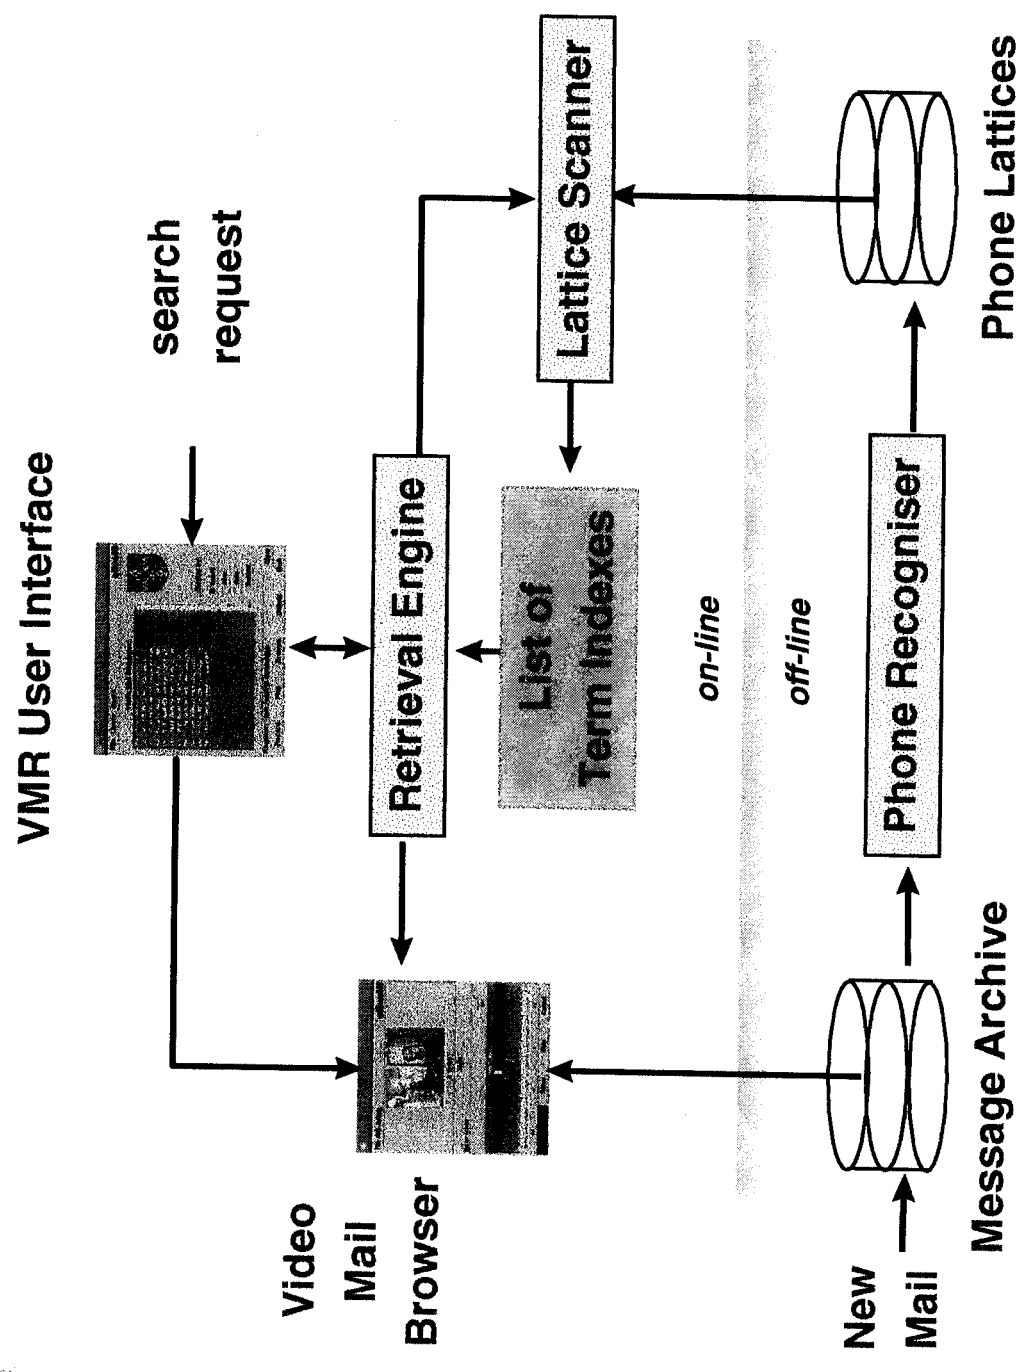 VMR User Interface
search
request
Video
Mail
Browser
Retrieval Engine
Lattice Scanner
List of
Term Indexes
on-line
off-line
New
Mail
Message Archive
Phone Recogniser
Phone Lattices